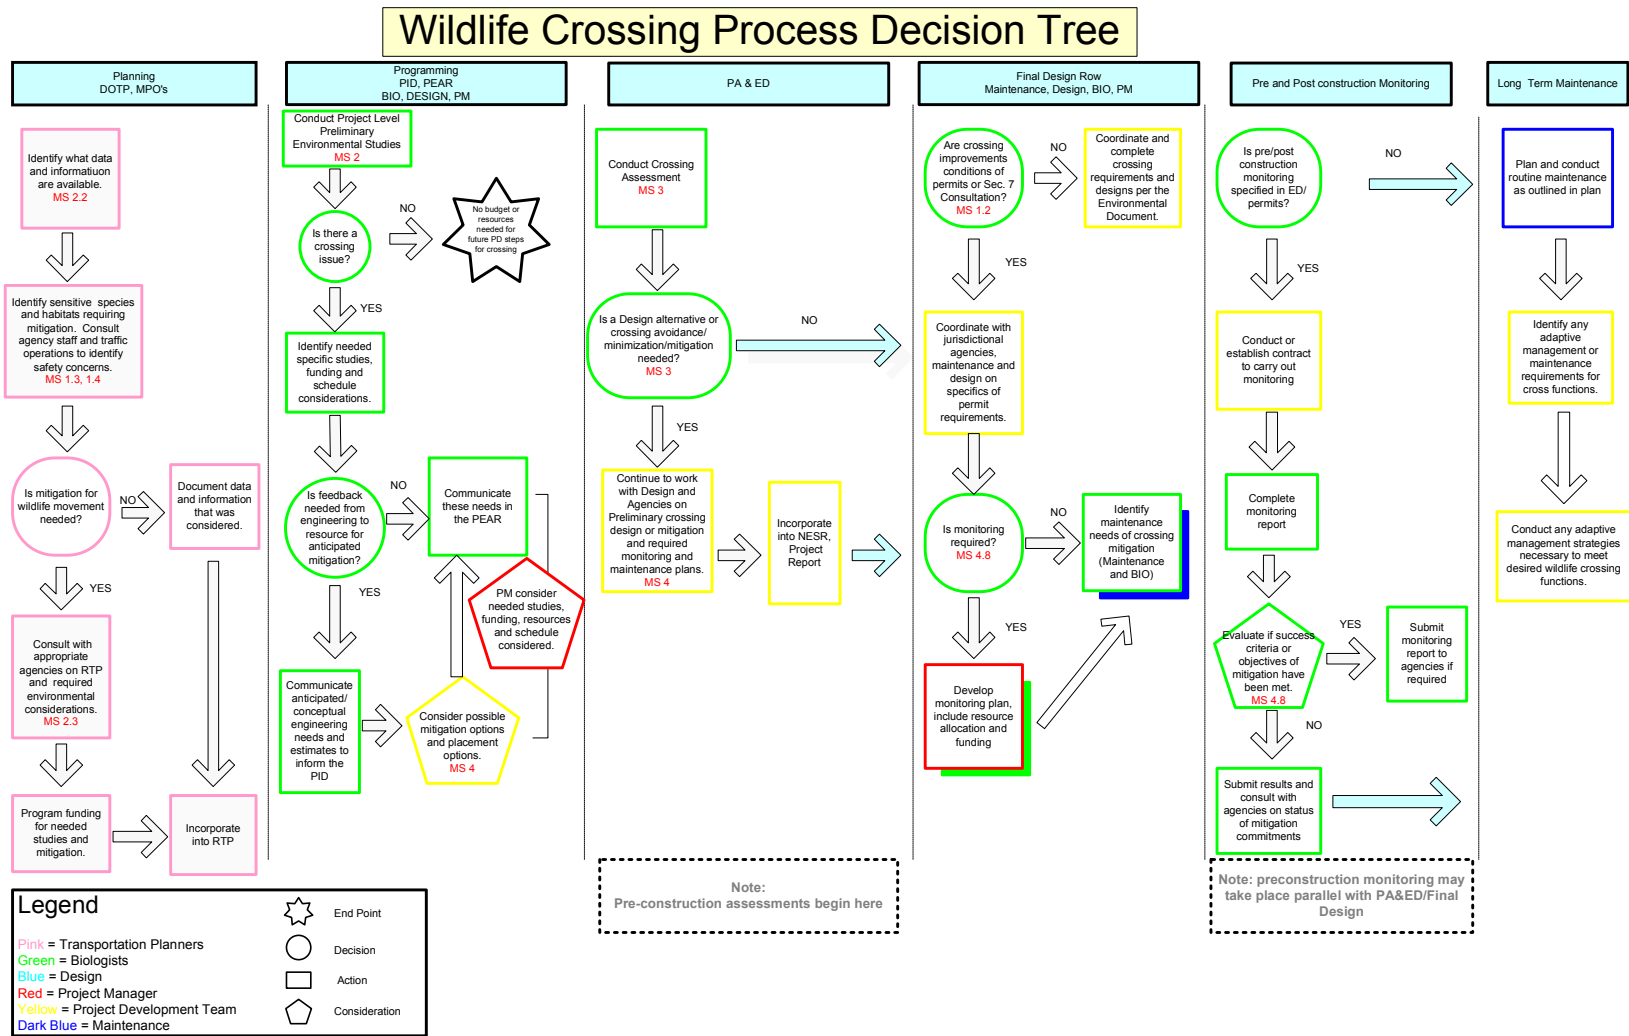 Wildlife Crossing Process Decision Tree
Planning
DOTP, MPO's
Programming
PID, PEAR
BIO, DESIGN, PM
PA & ED
Final Design Row
Maintenance, Design, BIO, PM
Pre and Post construction Monitoring
Long Term Maintenance
Identify what data
and informatiuon
are available.
MS 2.2
Identify sensitive species
and habitats requiring
mitigation. Consult
agency staff and traffic
operations to identify
safety concerns.
MS 1.3, 1.4
Is mitigation for
wildlife movement
needed?
NO
Document data
and information
that was
considered.
YES
Consult with
appropriate
agencies on RTP
and required
environmental
considerations.
MS 2.3
Program funding
for needed
studies and
mitigation.
Incorporate
into RTP
Conduct Project Level
Preliminary
Environmental Studies
MS 2
Is there a
crossing
issue?
NO
No budget or
resources
needed for
future PD steps
for crossing
YES
Identify needed
specific studies,
funding and
schedule
considerations.
Is feedback
needed from
engineering to
resource for
anticipated
mitigation?
NO
Communicate
these needs in
the PEAR
YES
PM consider
needed studies,
funding, resources
and schedule
considered.
Communicate
anticipated/
conceptual
engineering
needs and
estimates to
inform the
PID
Consider possible
mitigation options
and placement
options.
MS 4
Conduct Crossing
Assessment
MS 3
Is a Design alternative or
crossing avoidance/
minimization/mitigation
needed?
MS 3
NO
YES
Continue to work
with Design and
Agencies on
Preliminary crossing
design or mitigation
and required
monitoring and
maintenance plans.
MS 4
Incorporate
into NESR,
Project
Report
Note:
Pre-construction assessments begin here
Are crossing
improvements
conditions of
permits or Sec. 7
Consultation?
MS 1.2
NO
Coordinate and
complete
crossing
requirements and
designs per the
Environmental
Document.
YES
Coordinate with
jurisdictional
agencies,
maintenance and
design on
specifics of
permit
requirements.
Is monitoring
required?
MS 4.8
NO
Identify
maintenance
needs of crossing
mitigation
(Maintenance
and BIO)
YES
Develop
monitoring plan,
include resource
allocation and
funding
Is pre/post
construction
monitoring
specified in ED/
permits?
NO
YES
Conduct or
establish contract
to carry out
monitoring
Complete
monitoring
report
Evaluate if success
criteria or
objectives of
mitigation have
been met.
MS 4.8
YES
Submit
monitoring
report to
agencies if
required
NO
Submit results and
consult with
agencies on status
of mitigation
commitments
Note: preconstruction monitoring may
take place parallel with PA&ED/Final
Design
Plan and conduct
routine maintenance
as outlined in plan
Identify any
adaptive
management or
maintenance
requirements for
cross functions.
Conduct any adaptive
management strategies
necessary to meet
desired wildlife crossing
functions.
Legend
Pink = Transportation Planners
Green = Biologists
Blue = Design
Red = Project Manager
Yellow = Project Development Team
Dark Blue = Maintenance
End Point
Decision
Action
Consideration